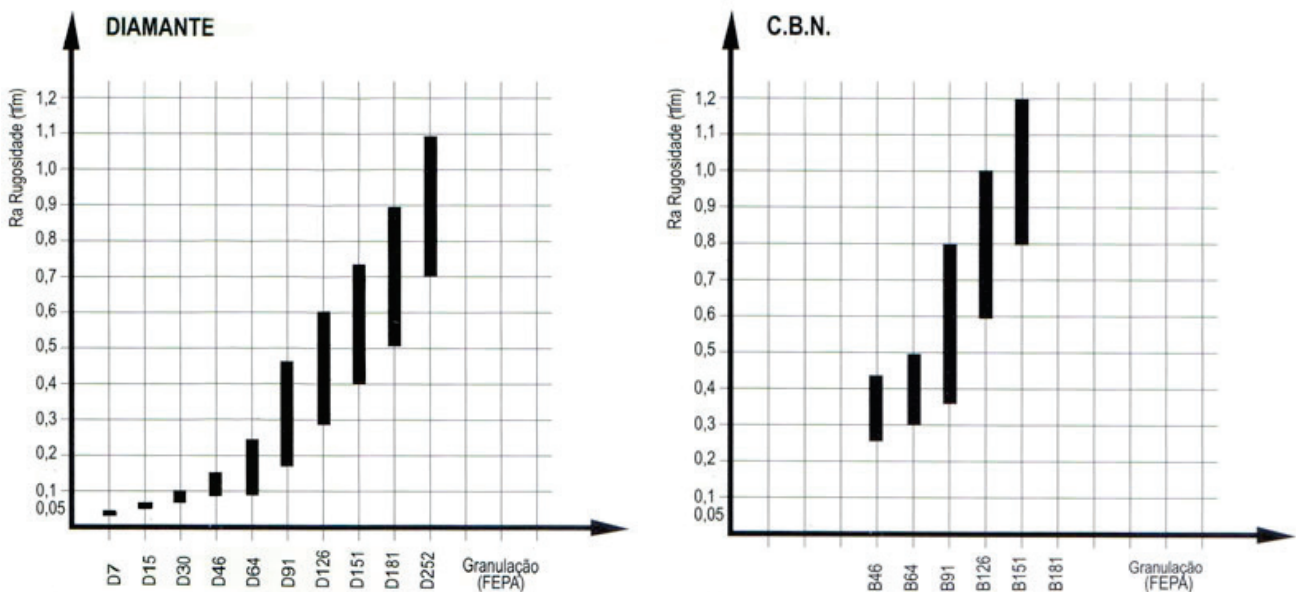 DIAMANTE
Ra Rugosidade (πfm)
1,2
1,1
1,0
0,9
0,8
0,7
0,6
0,5
0,4
0,3
0,2
0,1
0,05
D7
D15
D30
D46
D64
D91
D126
D151
D181
D252
Granulação
(FEPA)
C.B.N.
Ra Rugosidade (πfm)
1,2
1,1
1,0
0,9
0,8
0,7
0,6
0,5
0,4
0,3
0,2
0,1
0,05
B46
B64
B91
B126
B151
B181
Granulação
(FEPA)